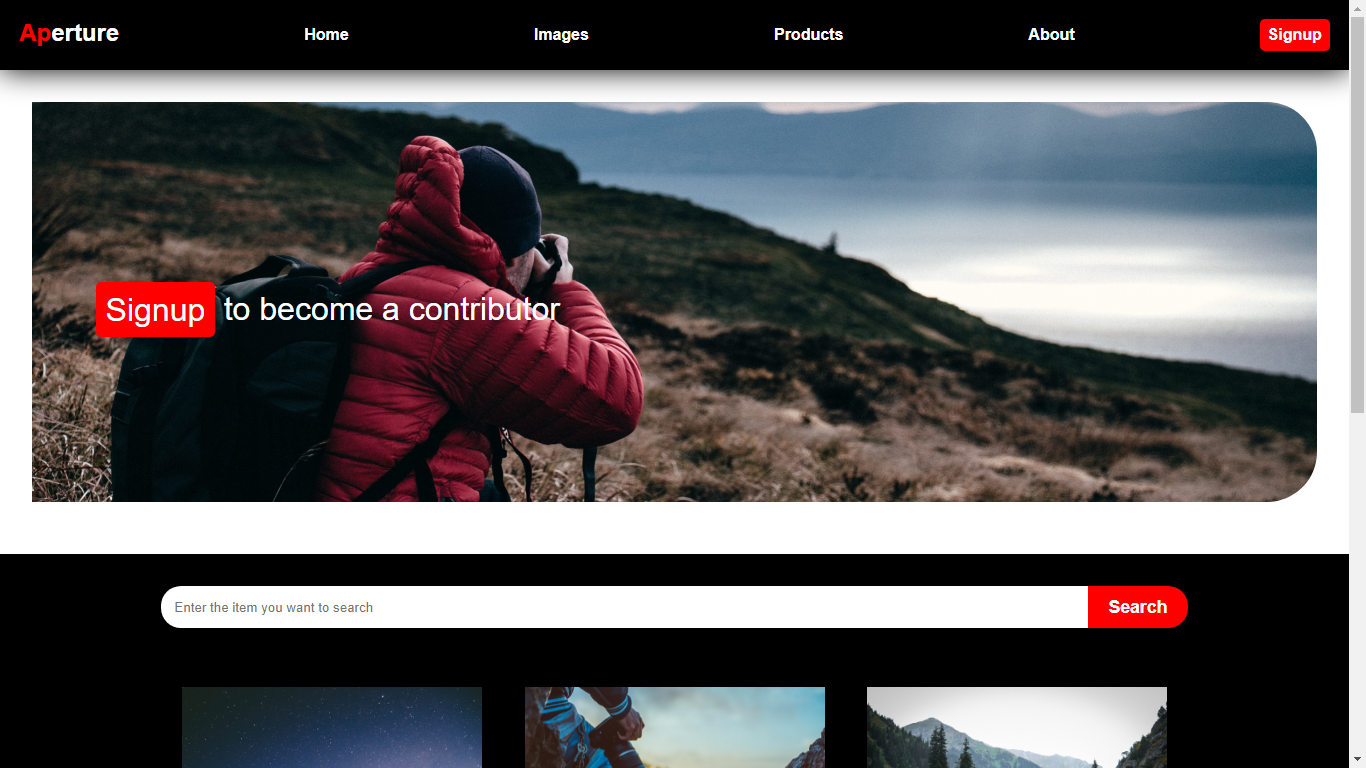 Aperture Home Images Products About Signup
Signup to become a contributor
Enter the item you want to search Search